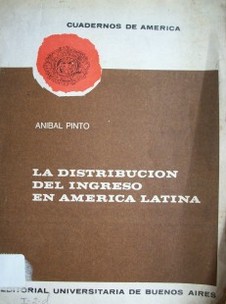 CUADERNOS DE AMERICA
ANIBAL PINTO
LA DISTRIBUCION
DEL INGRESO
EN AMERICA LATINA
EDITORIAL UNIVERSITARIA DE BUENOS AIRES